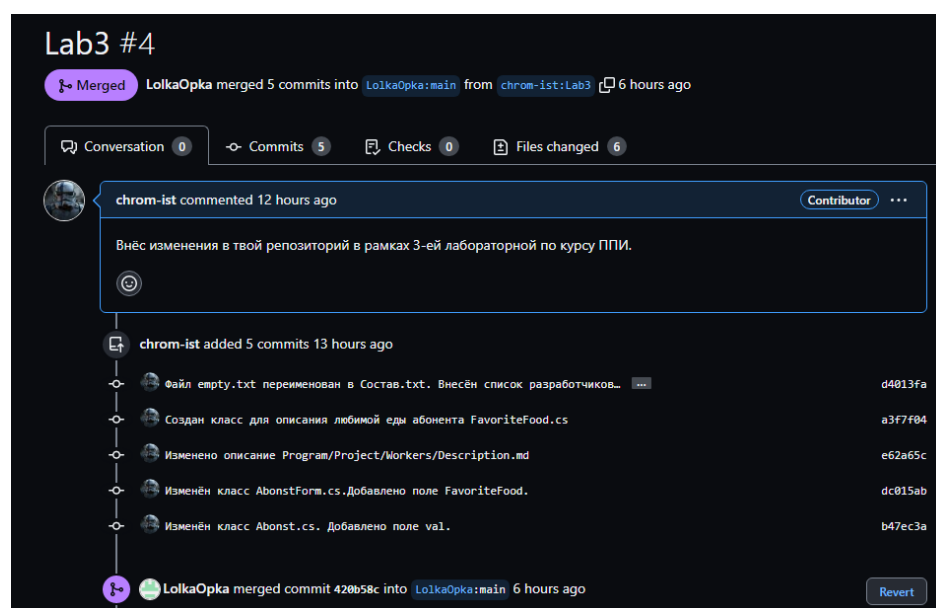 Lab3 #4
Merged LolkaOpka merged 5 commits into LolkaOpka:main from chrom-ist:Lab3 6 hours ago
Conversation 0 Commits 5 Checks 0 Files changed 6
chrom-ist commented 12 hours ago Contributor ...
Внёс изменения в твой репозиторий в рамках 3-ей лабораторной по курсу ППИ.
chrom-ist added 5 commits 13 hours ago
Файл empty.txt переименован в Состав.txt. Внесён список разработчиков… ... d4013fa
Создан класс для описания любимой еды абонента FavoriteFood.cs a3f7f04
Изменено описание Program/Project/Workers/Description.md e62a65c
Изменён класс AbonstForm.cs.Добавлено поле FavoriteFood. dc015ab
Изменён класс Abonst.cs. Добавлено поле val. b47ec3a
LolkaOpka merged commit 420b58c into LolkaOpka:main 6 hours ago Revert